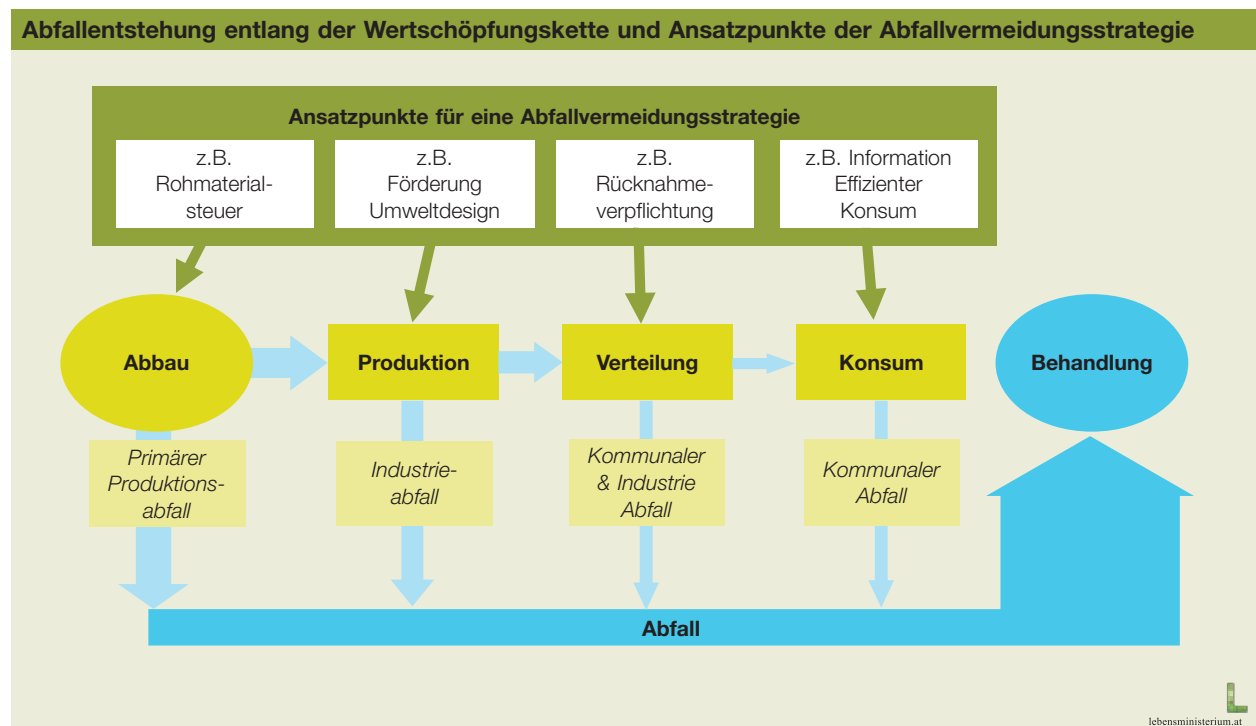 Abfallentstehung entlang der Wertschöpfungskette und Ansatzpunkte der Abfallvermeidungsstrategie
Ansatzpunkte für eine Abfallvermeidungsstrategie
z.B.
Rohmaterial-
steuer
z.B.
Förderung
Umweltdesign
z.B.
Rücknahme-
verpflichtung
z.B. Information
Effizienter
Konsum
Abbau
Produktion
Verteilung
Konsum
Behandlung
Primärer
Produktions-
abfall
Industrie-
abfall
Kommunaler
& Industrie
Abfall
Kommunaler
Abfall
Abfall
lebensministerium.at